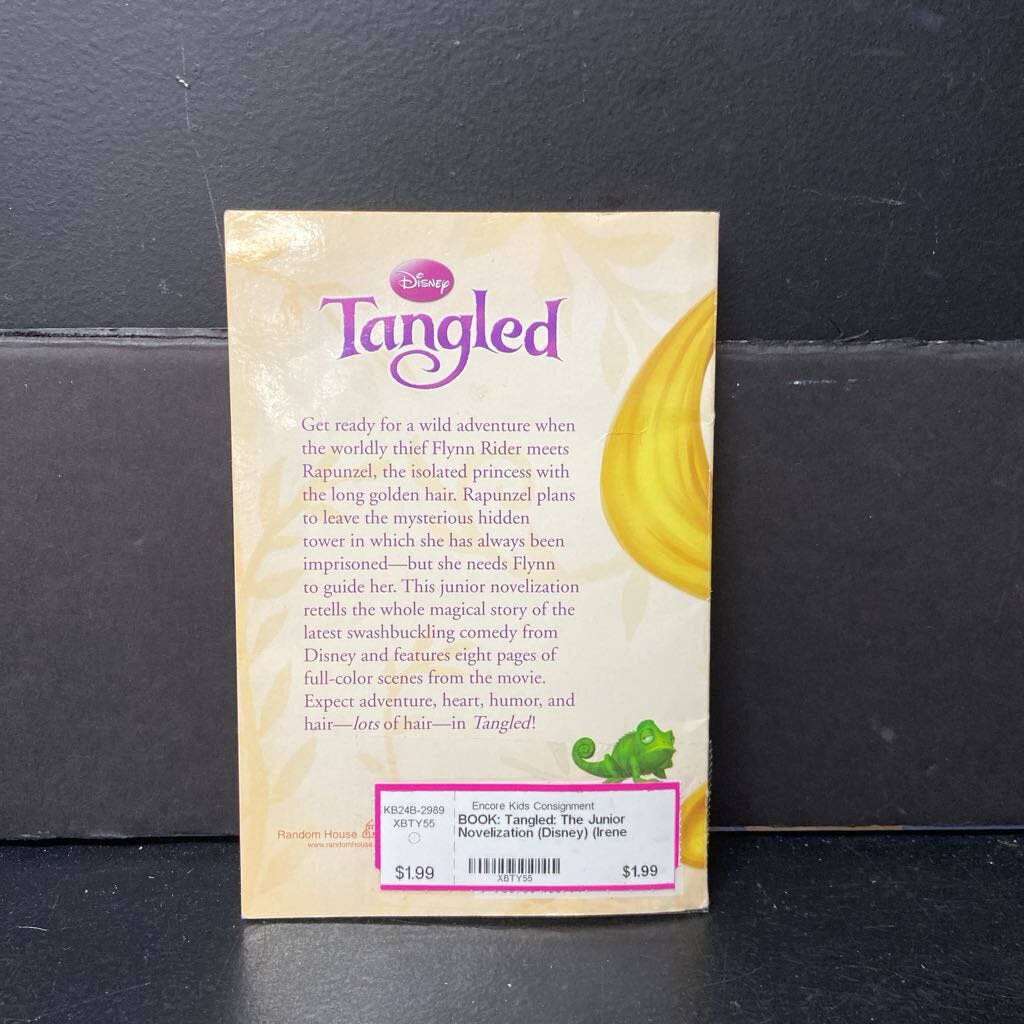 Disney
Tangled
Get ready for a wild adventure when
the worldly thief Flynn Rider meets
Rapunzel, the isolated princess with
the long golden hair. Rapunzel plans
to leave the mysterious hidden
tower in which she has always been
imprisoned—but she needs Flynn
to guide her. This junior novelization
retells the whole magical story of the
latest swashbuckling comedy from
Disney and features eight pages of
full-color scenes from the movie.
Expect adventure, heart, humor, and
hair—lots of hair—in Tangled!
Random House
www.randomhouse.
KB24B-2989
XBTY55
$1.99
Encore Kids Consignment
BOOK: Tangled: The Junior
Novelization (Disney) (Irene
XBTY55
$1.99